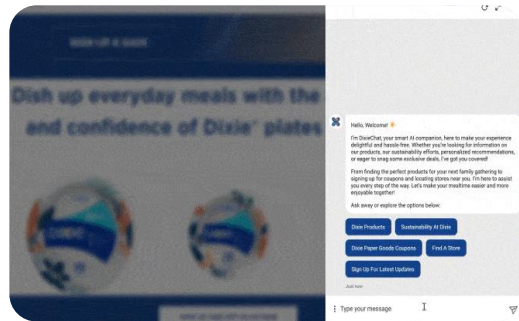 SIGN UP & SAVE
Dish up everyday meals with the
and confidence of Dixie® plates
Hello, Welcome! ☀️
I'm DixieChat, your smart AI companion, here to make your experience
delightful and hassle-free. Whether you're looking for information on
our products, our sustainability efforts, personalized recommendations,
or eager to snag some exclusive deals, I've got you covered!
From finding the perfect products for your next family gathering to
signing up for coupons and locating stores near you, I'm here to assist
you every step of the way. Let's make your mealtime easier and more
enjoyable together!
Ask away or explore the options below:
Dixie Products
Sustainability At Dixie
Dixie Paper Goods Coupons
Find A Store
Sign Up For Latest Updates
Just now
Type your message